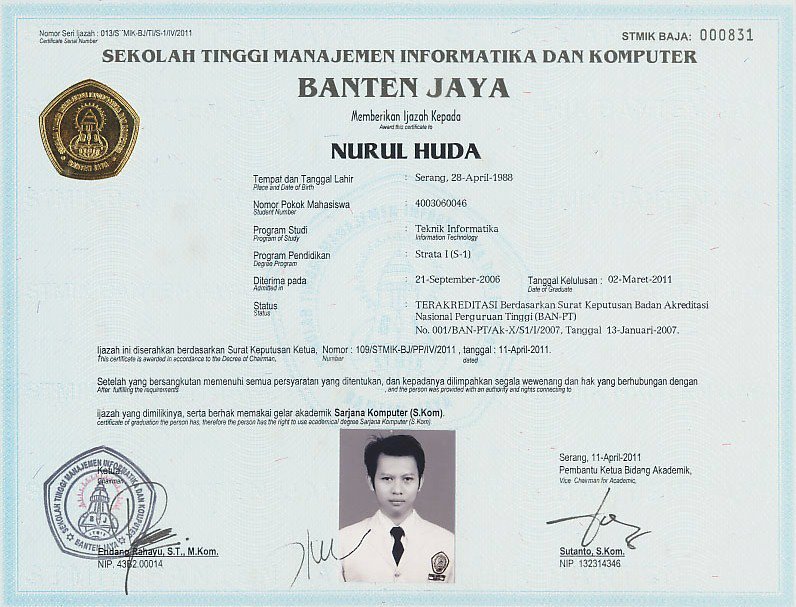 Nomor Seri Ijazah : 013/S¨MIK-BJ/TI/S-1/IV/2011
Certificate Serial Number
STMIK BAJA: 000831
SEKOLAH TINGGI MANAJEMEN INFORMATIKA DAN KOMPUTER
BANTEN JAYA
Memberikan Ijazah Kepada
Award this certificate to
NURUL HUDA
Tempat dan Tanggal Lahir : Serang, 28-April-1988
Place and Date of Birth
Nomor Pokok Mahasiswa : 4003060046
Student Number
Program Studi : Teknik Informatika
Program of Study Information Technology
Program Pendidikan : Strata I (S-1)
Degree Program
Diterima pada : 21-September-2006 Tanggal Kelulusan : 02-Maret-2011
Admitted in Date of Graduate
Status : TERAKREDITASI Berdasarkan Surat Keputusan Badan Akreditasi
Status Nasional Perguruan Tinggi (BAN-PT)
No. 001/BAN-PT/Ak-X/S1/I/2007, Tanggal 13-Januari-2007.
Ijazah ini diserahkan berdasarkan Surat Keputusan Ketua, Nomor : 109/STMIK-BJ/PP/IV/2011 , tanggal : 11-April-2011.
This certificate is awarded in accordance to the Decree of Chairman, Number dated
Setelah yang bersangkutan memenuhi semua persyaratan yang ditentukan, dan kepadanya dilimpahkan segala wewenang dan hak yang berhubungan dengan
After fulfilling the requirements , and the person was provided with an authority and rights connecting to
ijazah yang dimilikinya, serta berhak memakai gelar akademik Sarjana Komputer (S.Kom).
certificate of graduation the person has, therefore the person has the right to use academical degree Sarjana Komputer (S.Kom)
Serang, 11-April-2011
Ketua, Pembantu Ketua Bidang Akademik,
Chairman Vice Chairman for Academic,
SEKOLAH TINGGI MANAJEMEN INFORMATIKA DAN KOMPUTER
BANTEN JAYA
Endang Rahayu, S.T., M.Kom. Sutanto, S.Kom.
NIP. 43B2.00014 NIP 132314346